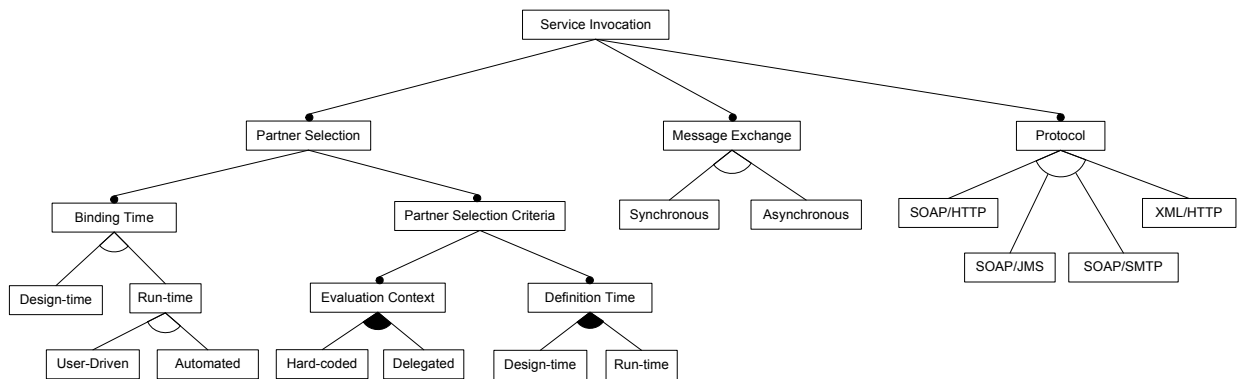 Service Invocation
Partner Selection
Message Exchange
Protocol
Binding Time
Partner Selection Criteria
Synchronous
Asynchronous
SOAP/HTTP
XML/HTTP
SOAP/JMS
SOAP/SMTP
Design-time
Run-time
Evaluation Context
Definition Time
User-Driven
Automated
Hard-coded
Delegated
Design-time
Run-time